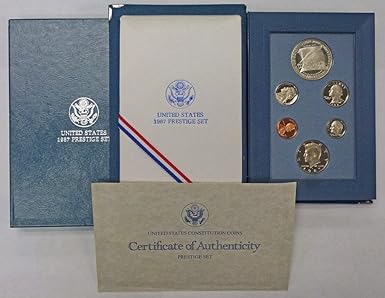 UNITED STATES
1987 PRESTIGE SET
UNITED STATES
1987 PRESTIGE SET
UNITED STATES CONSTITUTION COINS
Certificate of Authenticity
PRESTIGE SET